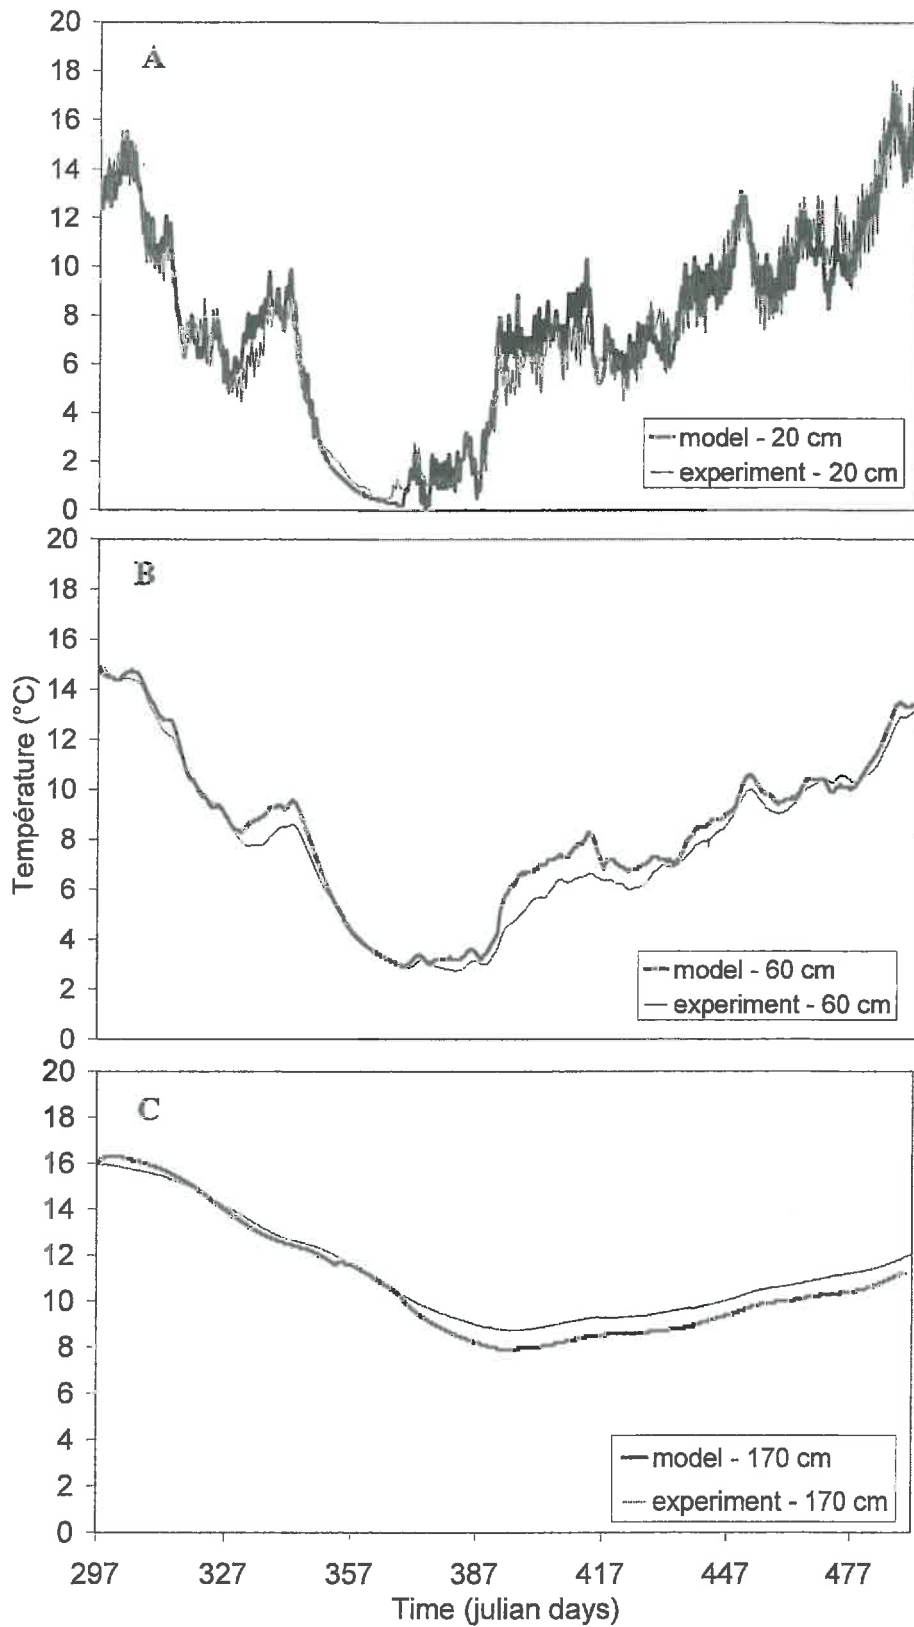 20
A
18
16
14
12
10
8
6
4
2
0
model - 20 cm
experiment - 20 cm
20
B
18
16
14
12
10
8
6
4
2
0
Température (°C)
model - 60 cm
experiment - 60 cm
20
C
18
16
14
12
10
8
6
4
2
0
model - 170 cm
experiment - 170 cm
297 327 357 387 417 447 477
Time (julian days)